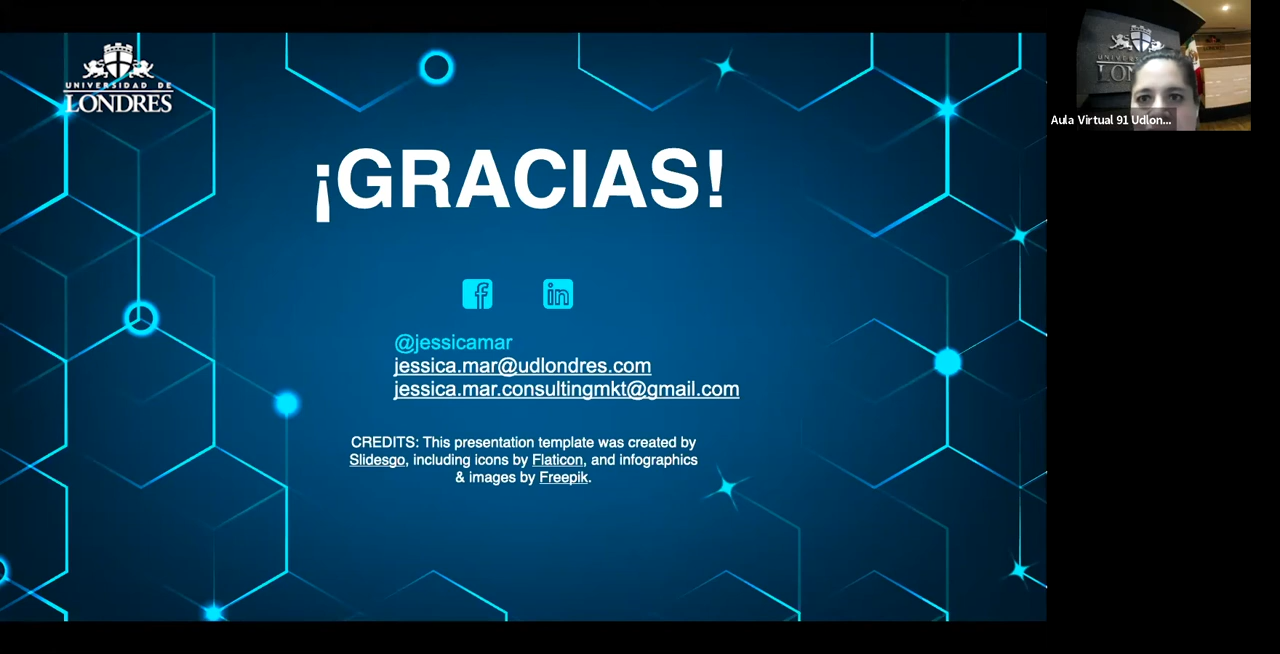 UNIVERSIDAD DE
LONDRES
¡GRACIAS!
@jessicamar
jessica.mar@udlondres.com
jessica.mar.consultingmkt@gmail.com
CREDITS: This presentation template was created by
Slidesgo, including icons by Flaticon, and infographics
& images by Freepik.
Aula Virtual 91 Udlon...